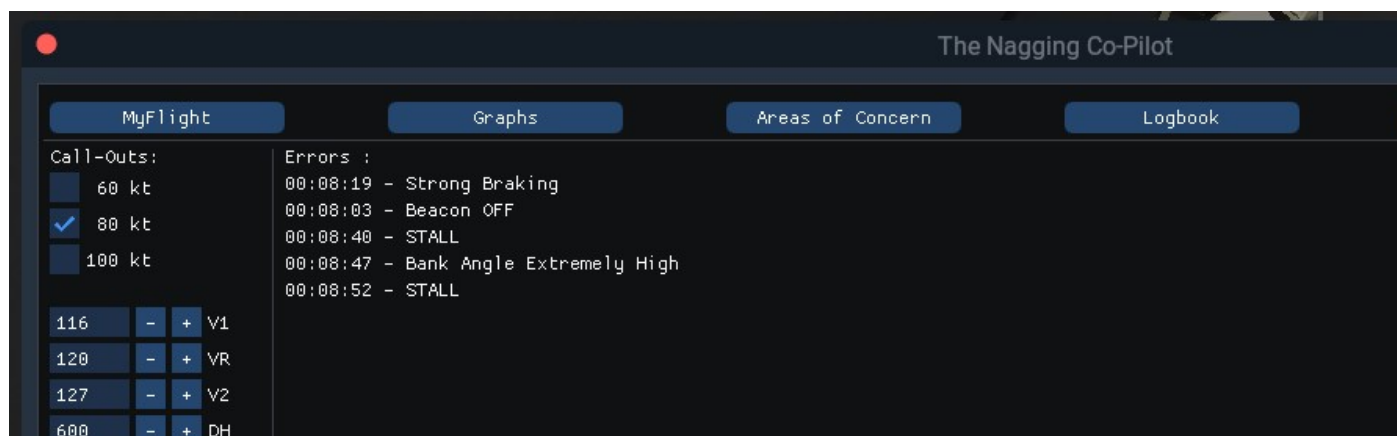 The Nagging Co-Pilot
MyFlight Graphs Areas of Concern Logbook
Call-Outs:
60 kt
80 kt
100 kt
116 - + V1
120 - + VR
127 - + V2
600 - + DH
Errors :
00:08:19 - Strong Braking
00:08:03 - Beacon OFF
00:08:40 - STALL
00:08:47 - Bank Angle Extremely High
00:08:52 - STALL